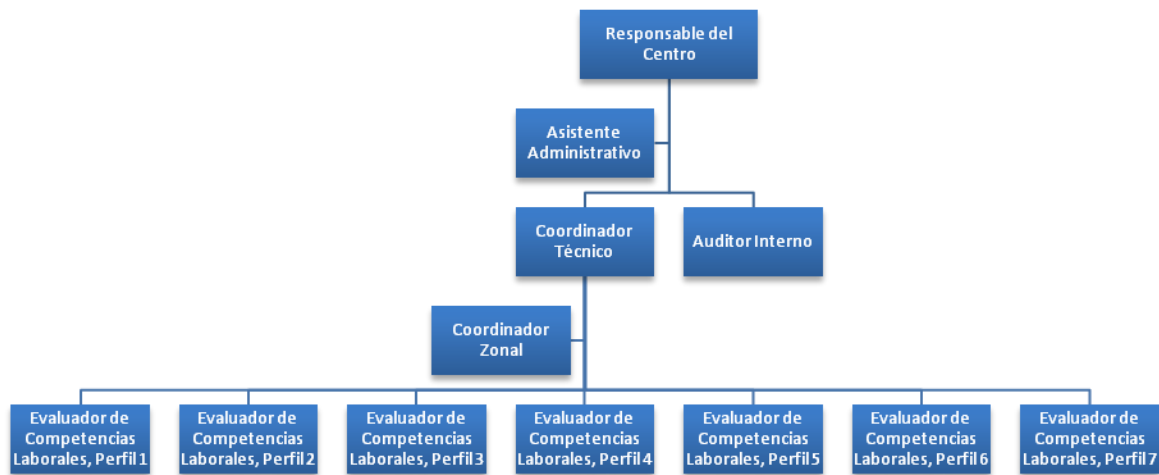 Responsable del
Centro
Asistente
Administrativo
Coordinador
Técnico
Auditor Interno
Coordinador
Zonal
Evaluador de
Competencias
Laborales, Perfil 1
Evaluador de
Competencias
Laborales, Perfil 2
Evaluador de
Competencias
Laborales, Perfil 3
Evaluador de
Competencias
Laborales, Perfil 4
Evaluador de
Competencias
Laborales, Perfil 5
Evaluador de
Competencias
Laborales, Perfil 6
Evaluador de
Competencias
Laborales, Perfil 7